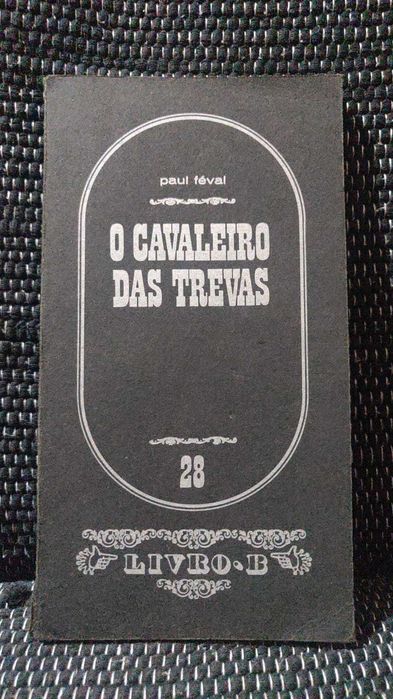 paul féval
O CAVALEIRO
DAS TREVAS
28
LIVRO·B